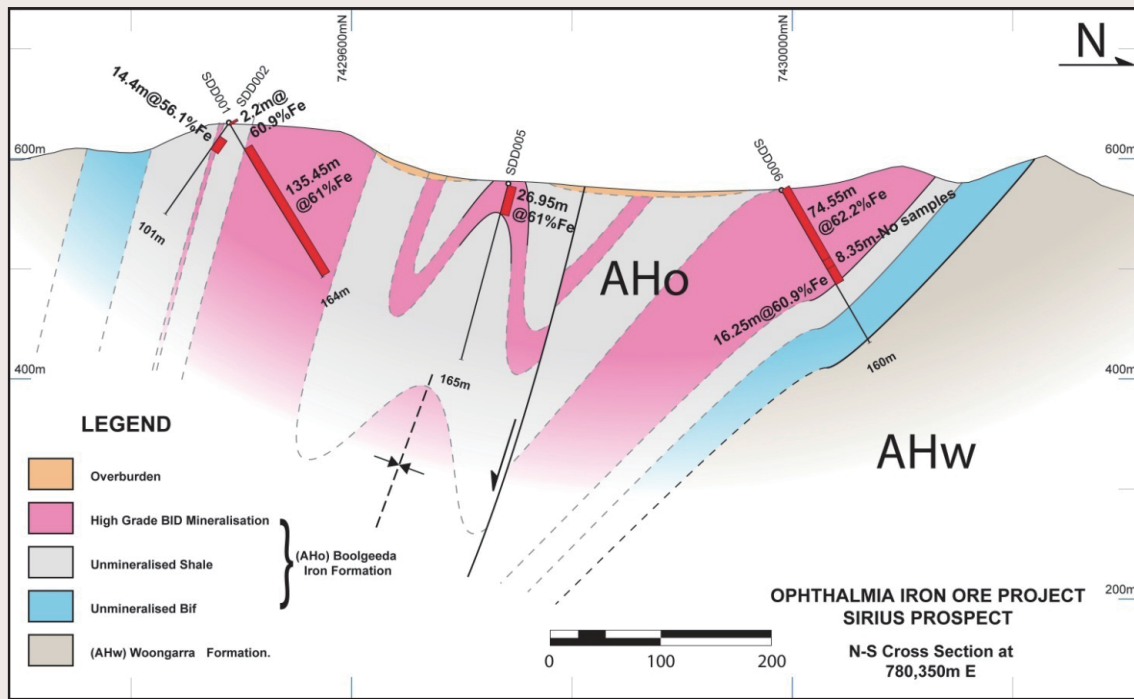 7429600mN
7430000mN
N
SDD001
SDD002
14.4m@56.1%Fe
2.2m@
60.9%Fe
135.45m
@61%Fe
101m
164m
SDD005
26.95m
@61%Fe
165m
SDD006
74.55m
@62.2%Fe
8.35m-No samples
16.25m@60.9%Fe
160m
600m
600m
400m
400m
200m
AHo
AHw
LEGEND
Overburden
High Grade BID Mineralisation
Unmineralised Shale
Unmineralised Bif
(AHw) Woongarra Formation.
(AHo) Boolgeeda
Iron Formation
0 100 200
OPHTHALMIA IRON ORE PROJECT
SIRIUS PROSPECT
N-S Cross Section at
780,350m E